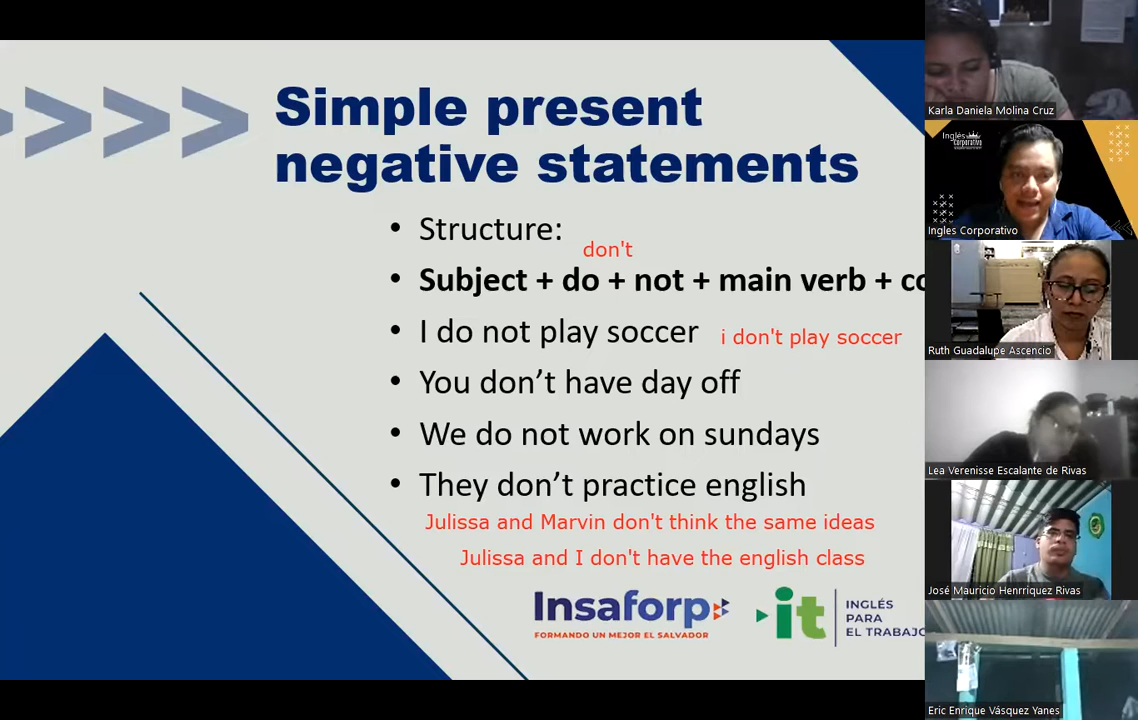 Simple present
negative statements
• Structure:
don't
• Subject + do + not + main verb + co
• I do not play soccer
i don't play soccer
• You don’t have day off
• We do not work on sundays
• They don’t practice english
Julissa and Marvin don't think the same ideas
Julissa and I don't have the english class
Insaforp
FORMANDO UN MEJOR EL SALVADOR
it
INGLÉS
PARA
EL TRABAJO
Karla Daniela Molina Cruz
Inglés
Corporativo
Ingles Corporativo
Ruth Guadalupe Ascencio
Lea Verenisse Escalante de Rivas
José Mauricio Henrriquez Rivas
Eric Enrique Vásquez Yanes